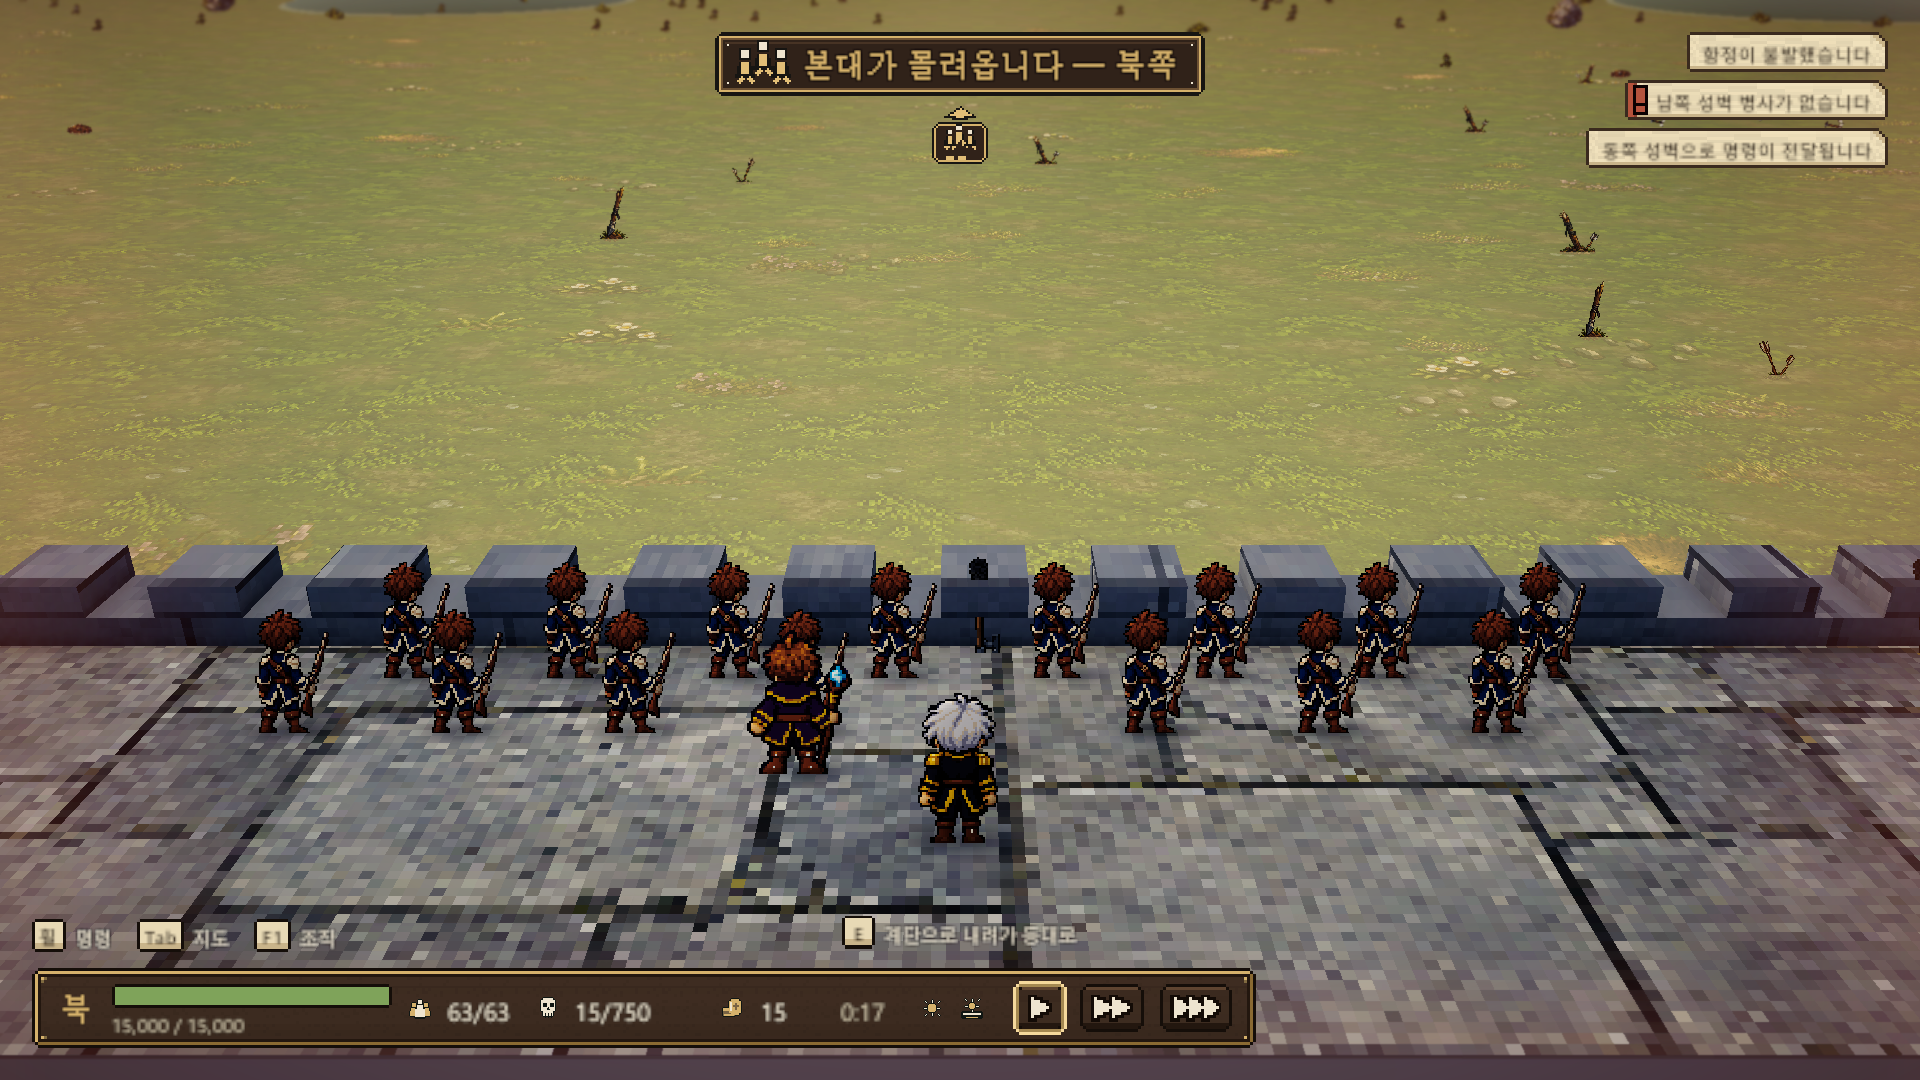 본대가 몰려옵니다 — 북쪽
함정이 불발했습니다
남쪽 성벽 병사가 없습니다
동쪽 성벽으로 명령이 전달됩니다
휠 명령 Tab 지도 F1 조작
E 계단으로 내려가 등대로
북 15,000 / 15,000 63/63 15/750 15 0:17